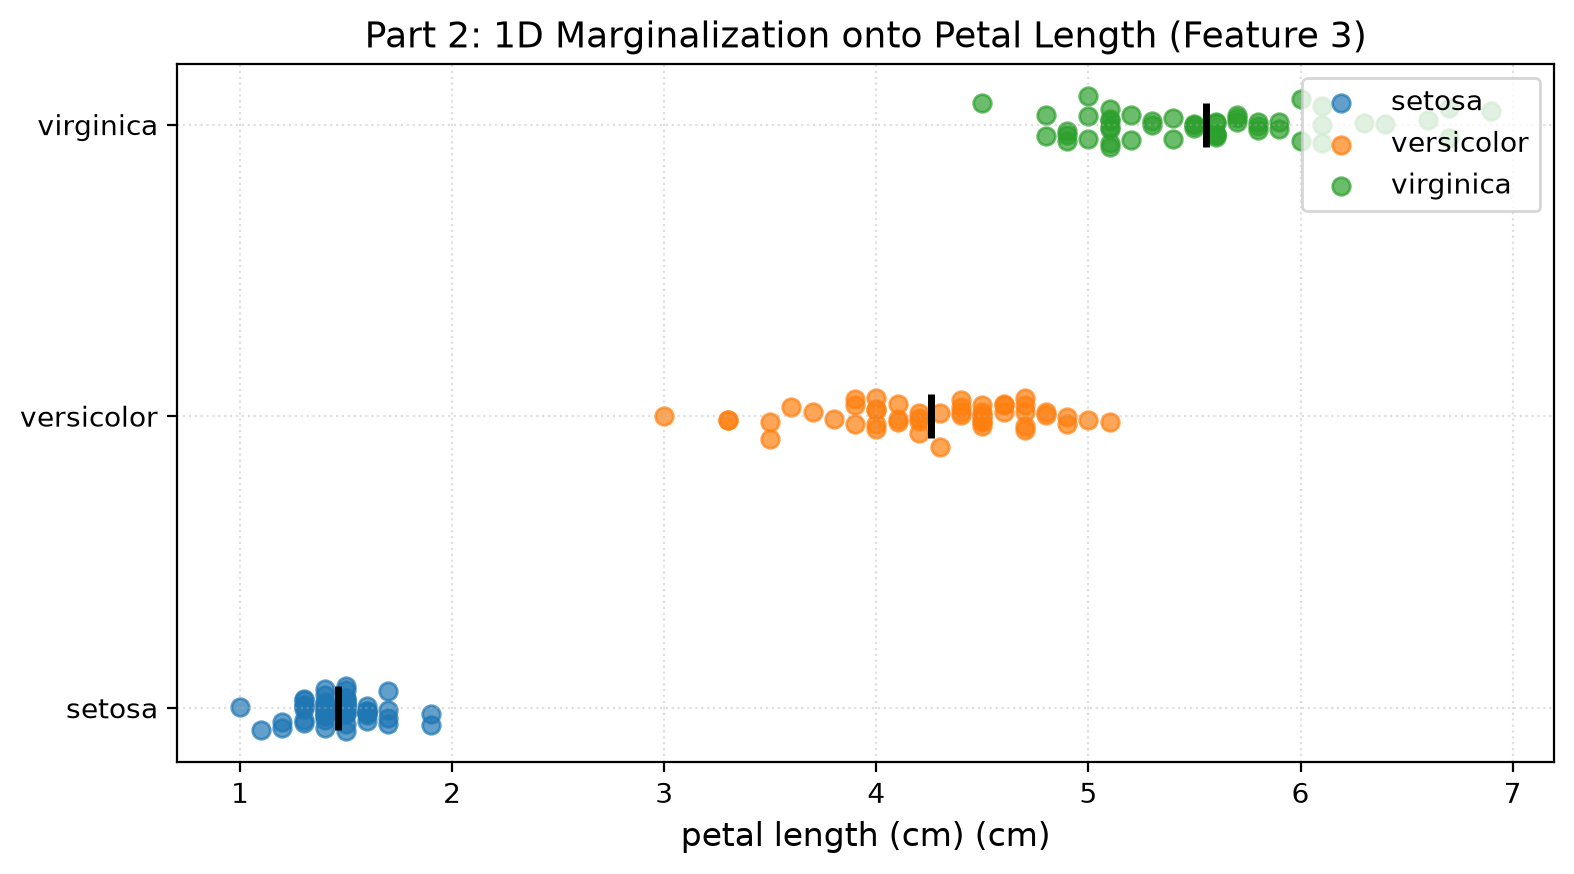 Part 2: 1D Marginalization onto Petal Length (Feature 3)
setosa
versicolor
virginica
virginica
versicolor
setosa
1 2 3 4 5 6 7
petal length (cm) (cm)